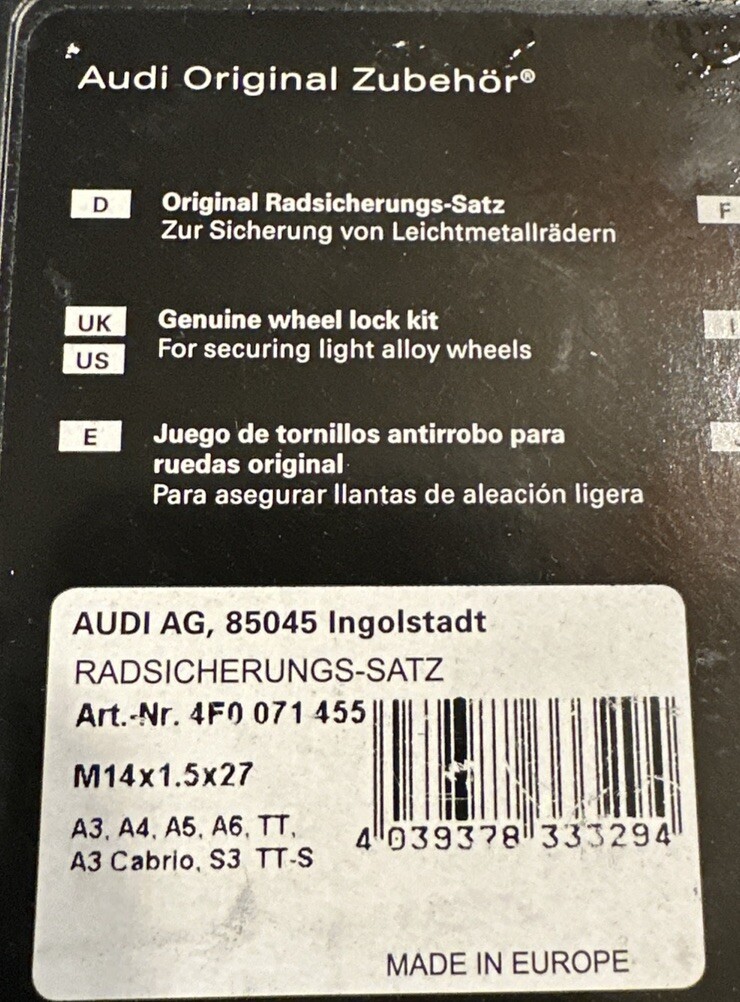 Audi Original Zubehör®
D
Original Radsicherungs-Satz
Zur Sicherung von Leichtmetallrädern
F
UK
US
Genuine wheel lock kit
For securing light alloy wheels
I
E
Juego de tornillos antirrobo para
ruedas original
Para asegurar llantas de aleación ligera
AUDI AG, 85045 Ingolstadt
RADSICHERUNGS-SATZ
Art.-Nr. 4F0 071 455
M14x1.5x27
A3, A4, A5, A6, TT,
A3 Cabrio, S3 TT-S
4 039378 333294
MADE IN EUROPE